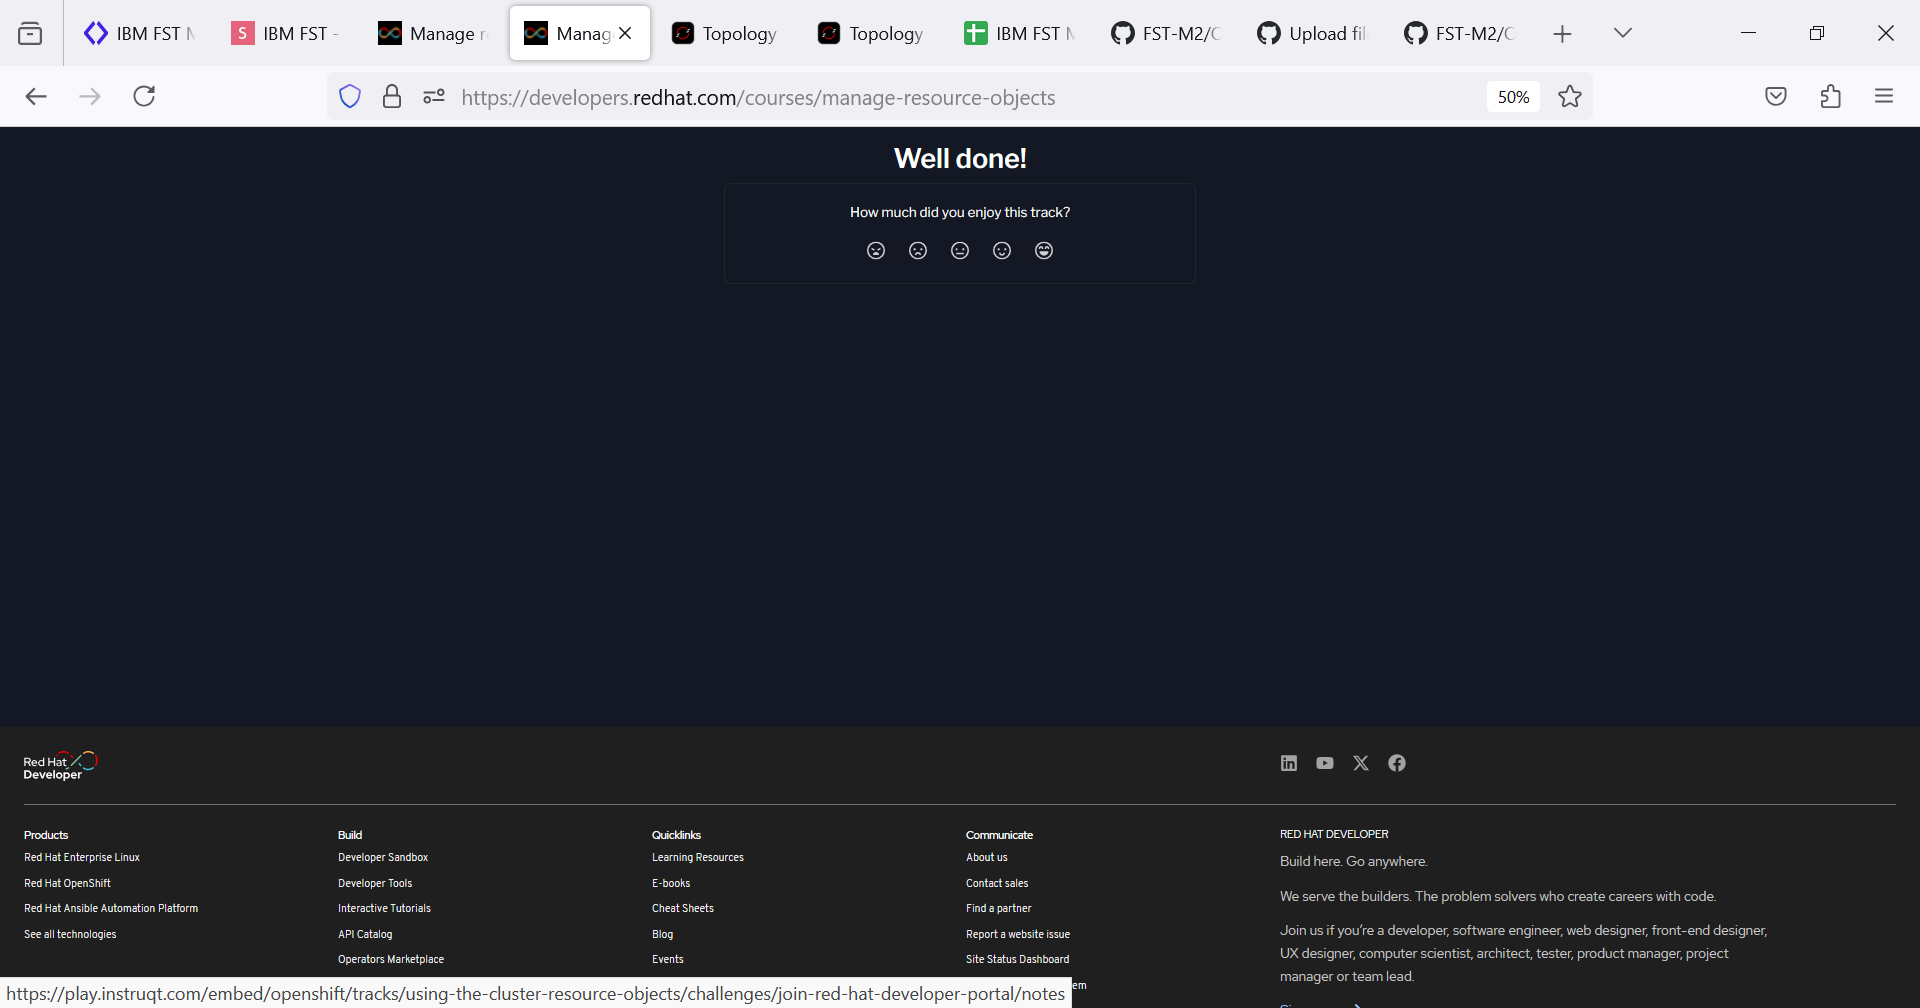 IBM FST M
S IBM FST -
Manage r
Manag
Topology
Topology
IBM FST M
FST-M2/C
Upload fil
FST-M2/C
https://developers.redhat.com/courses/manage-resource-objects
50%
Well done!
How much did you enjoy this track?
Red Hat
Developer
Products
Red Hat Enterprise Linux
Red Hat OpenShift
Red Hat Ansible Automation Platform
See all technologies
Build
Developer Sandbox
Developer Tools
Interactive Tutorials
API Catalog
Operators Marketplace
Quicklinks
Learning Resources
E-books
Cheat Sheets
Blog
Events
Communicate
About us
Contact sales
Find a partner
Report a website issue
Site Status Dashboard
em
RED HAT DEVELOPER
Build here. Go anywhere.
We serve the builders. The problem solvers who create careers with code.
Join us if you’re a developer, software engineer, web designer, front-end designer,
UX designer, computer scientist, architect, tester, product manager, project
manager or team lead.
https://play.instruqt.com/embed/openshift/tracks/using-the-cluster-resource-objects/challenges/join-red-hat-developer-portal/notes